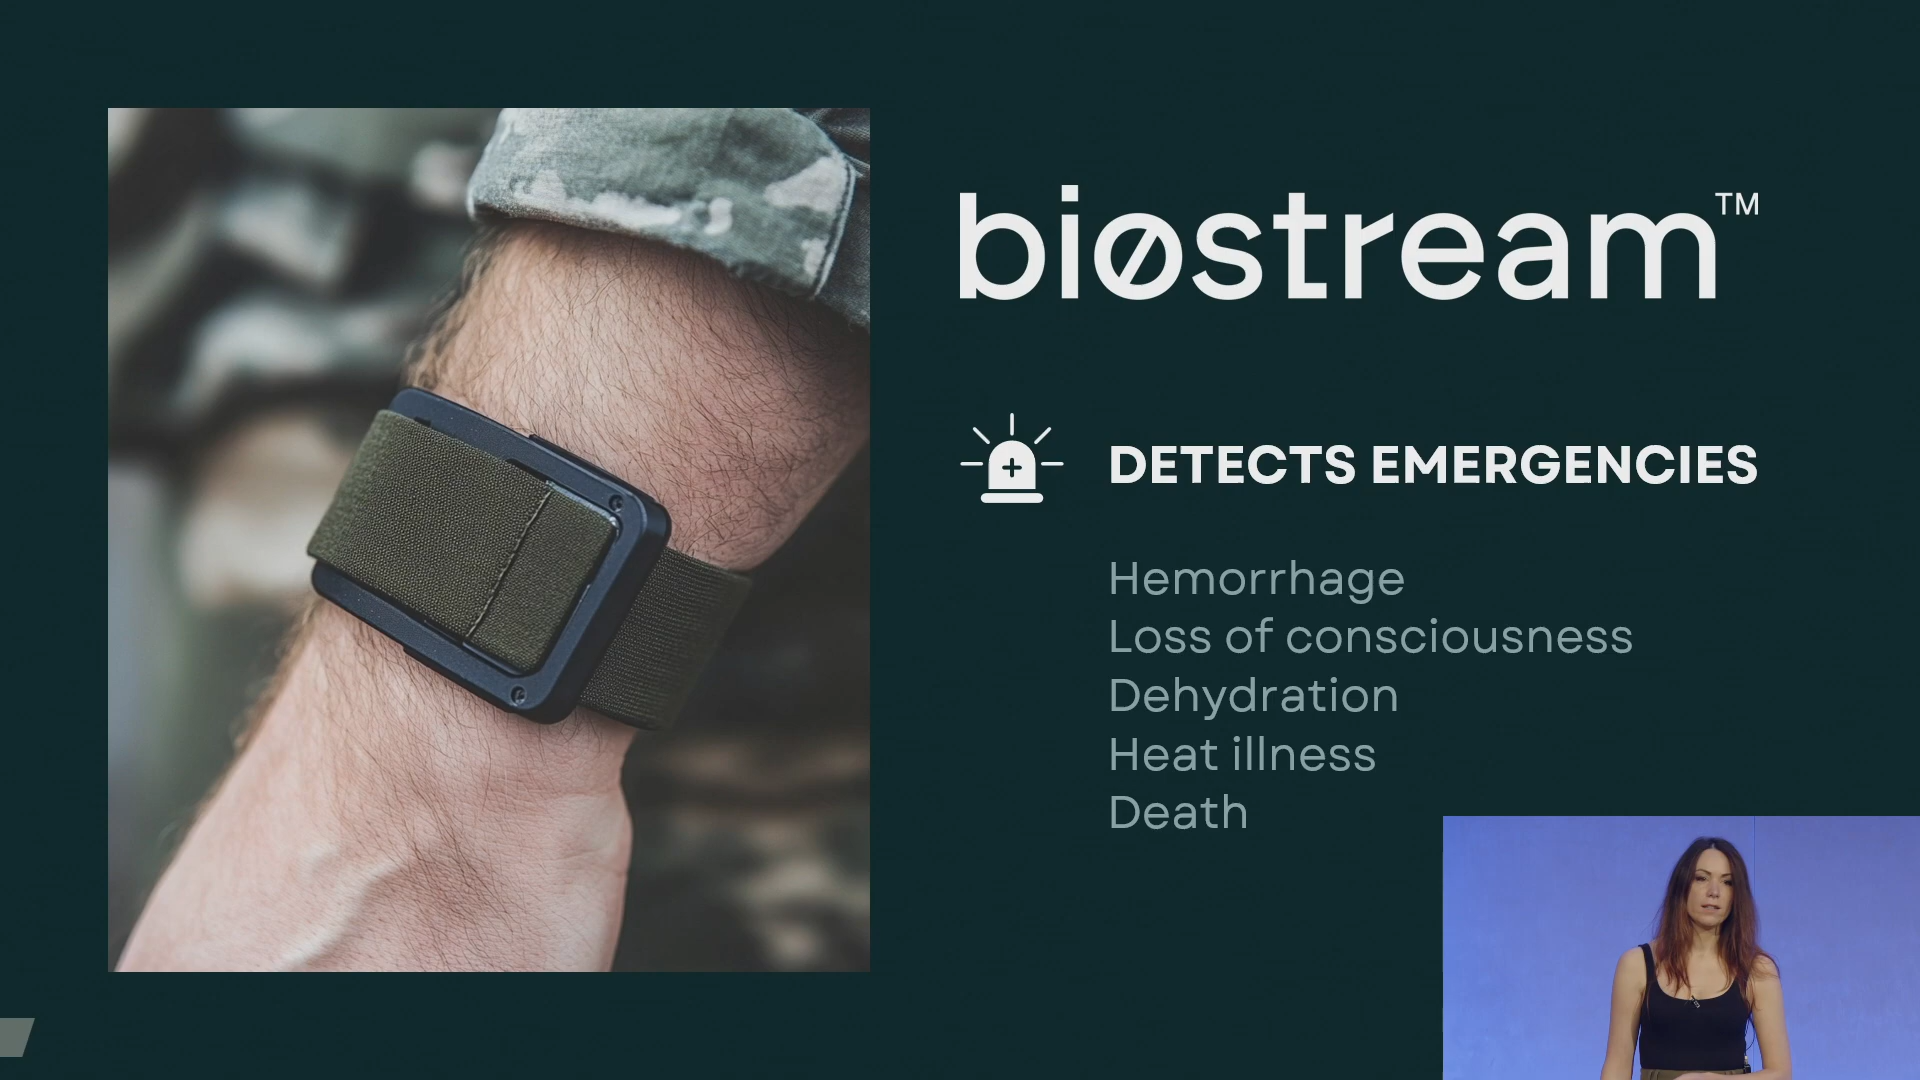 biøstream™
DETECTS EMERGENCIES
Hemorrhage
Loss of consciousness
Dehydration
Heat illness
Death